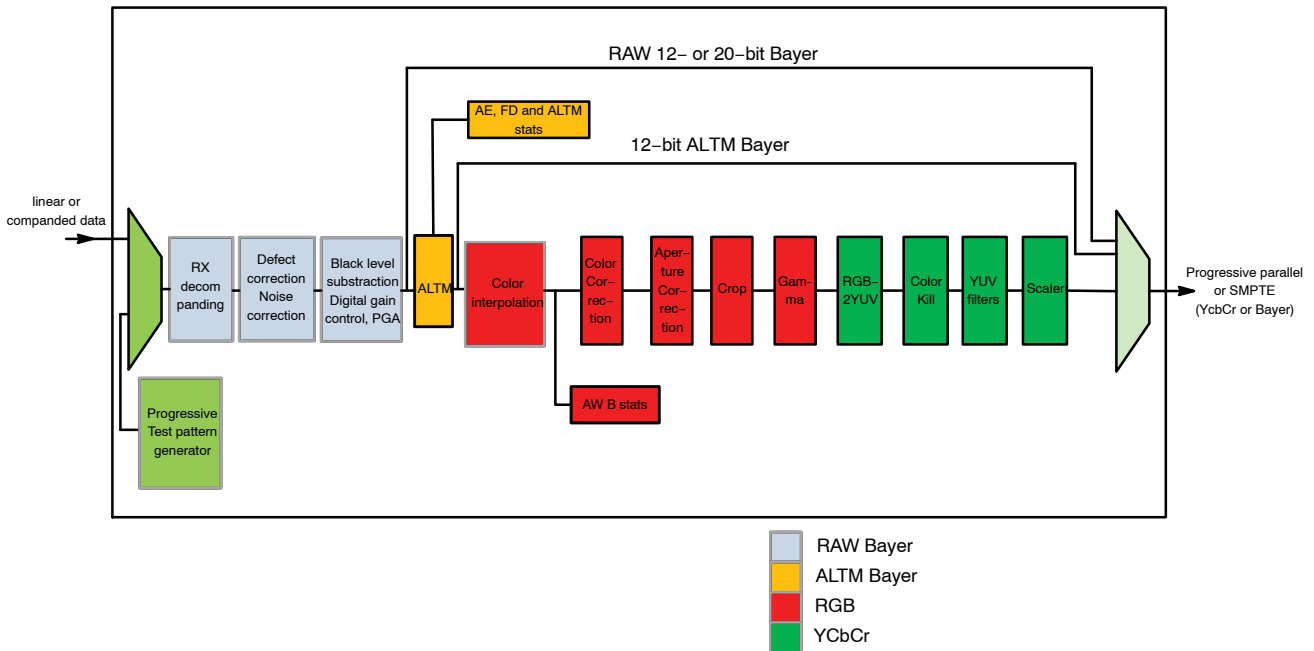 RAW 12− or 20−bit Bayer
AE, FD and ALTM
stats
12−bit ALTM Bayer
linear or
companded data
RX
decom
panding
Defect
correction
Noise
correction
Black level
substraction
Digital gain
control, PGA
ALTM
Color
interpolation
Color
Cor−
rec−
tion
Aper−
ture
Cor−
rec−
tion
Crop
Gam-
ma
RGB−
2YUV
Color
Kill
YUV
filters
Scaler
Progressive parallel
or SMPTE
(YcbCr or Bayer)
AW B stats
Progressive
Test pattern
generator
RAW Bayer
ALTM Bayer
RGB
YCbCr